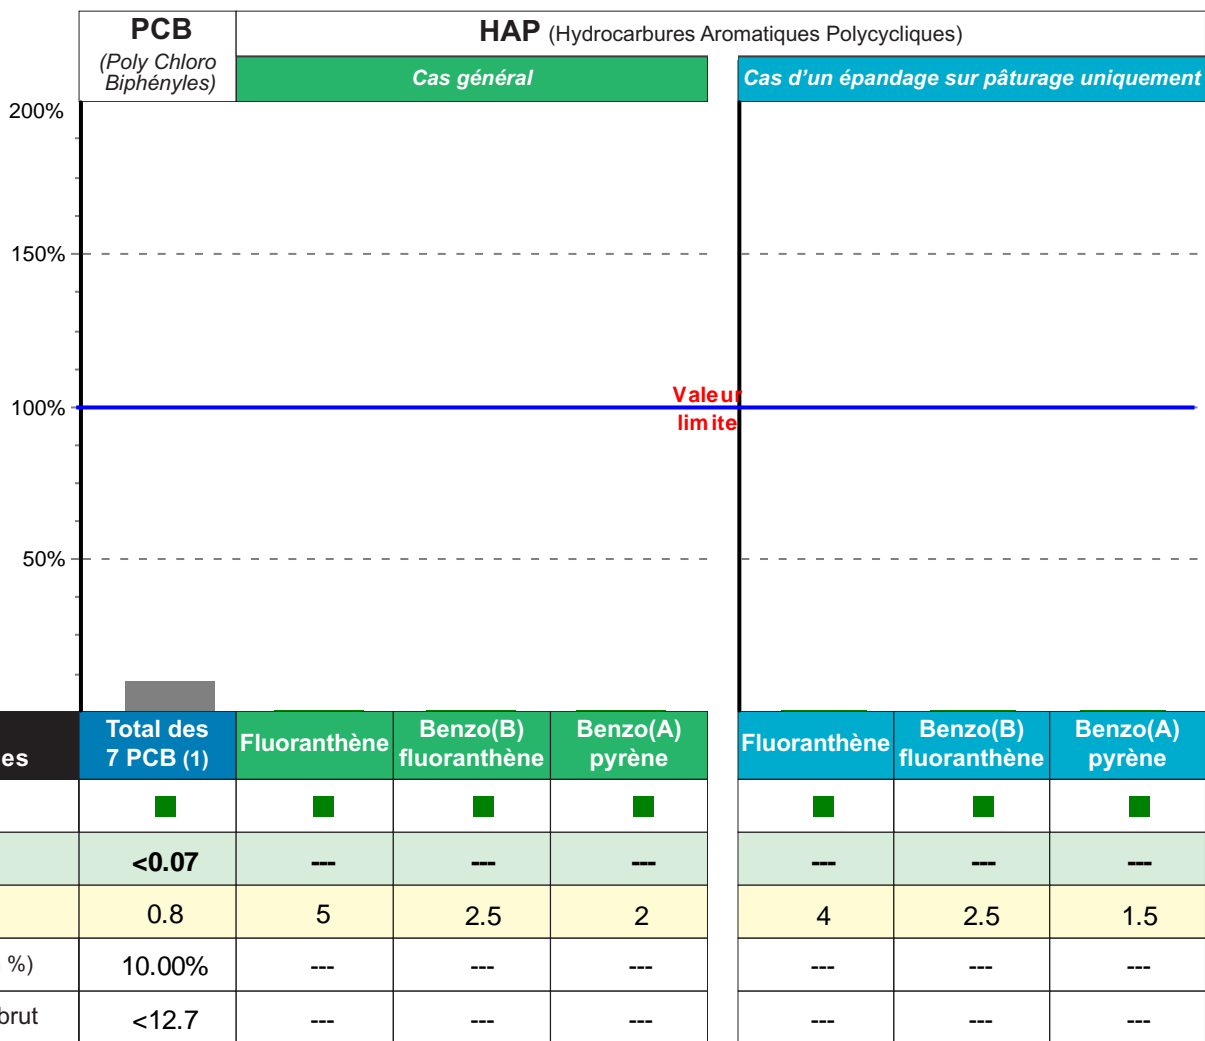 PCB
(Poly Chloro
Biphényles)
HAP (Hydrocarbures Aromatiques Polycycliques)
Cas général
Cas d'un épandage sur pâturage uniquement
200%
150%
100%
50%
Valeur
limite
es
Total des
7 PCB (1)
Fluoranthène
Benzo(B)
fluoranthène
Benzo(A)
pyrène
Fluoranthène
Benzo(B)
fluoranthène
Benzo(A)
pyrène
<0.07 --- --- --- --- --- ---
0.8 5 2.5 2 4 2.5 1.5
%) 10.00% --- --- --- --- --- ---
brut <12.7 --- --- --- --- --- ---